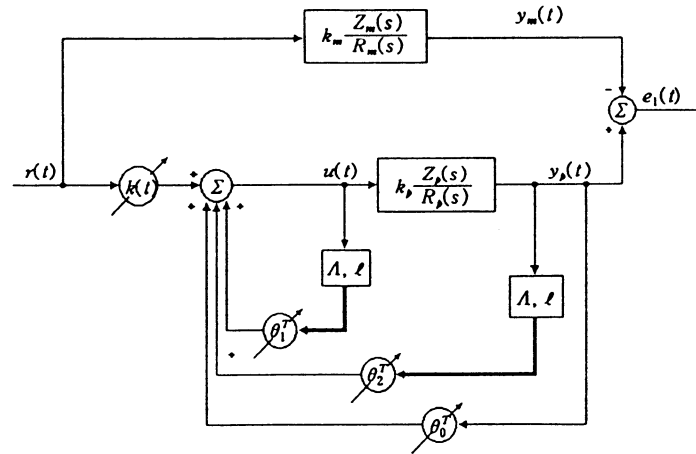 y_m(t)
k_m Z_m(s) / R_m(s)
-
Σ
e_1(t)
+
r(t)
k(t)
+
Σ
+
+
u(t)
k_p Z_p(s) / R_p(s)
y_p(t)
Λ, ℓ
Λ, ℓ
θ_1^T
+
θ_2^T
θ_0^T